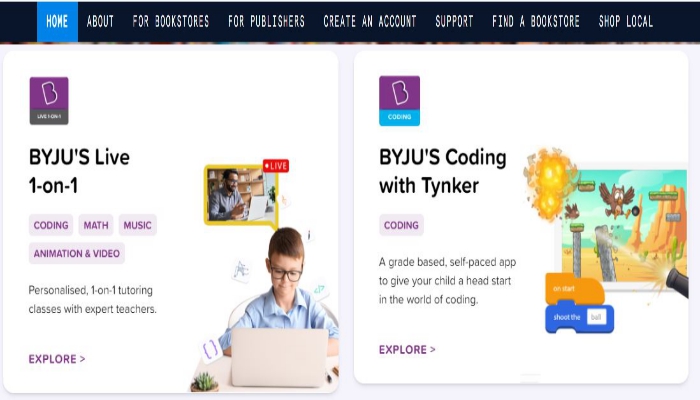 HOME ABOUT FOR BOOKSTORES FOR PUBLISHERS CREATE AN ACCOUNT SUPPORT FIND A BOOKSTORE SHOP LOCAL
LIVE 1-ON-1
BYJU'S Live
1-on-1
CODING MATH MUSIC
ANIMATION & VIDEO
Personalised, 1-on-1 tutoring
classes with expert teachers.
EXPLORE >
LIVE
CODING
BYJU'S Coding
with Tynker
CODING
A grade based, self-paced app
to give your child a head start
in the world of coding.
EXPLORE >
on start
shoot the ball